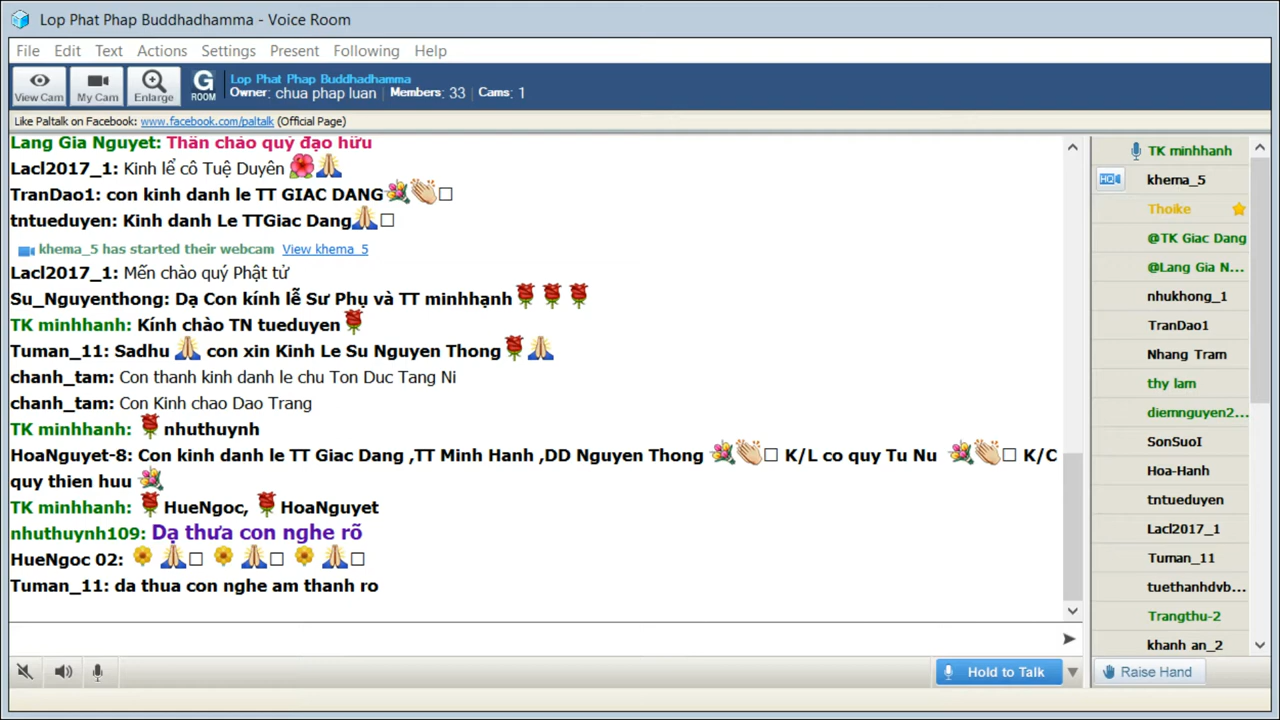 Lop Phat Phap Buddhadhamma - Voice Room
File Edit Text Actions Settings Present Following Help
View Cam My Cam Enlarge G ROOM
Lop Phat Phap Buddhadhamma
Owner: chua phap luan Members: 33 Cams: 1
Like Paltalk on Facebook: www.facebook.com/paltalk (Official Page)
Lang Gia Nguyet: Thân chào quý đạo hữu
Lacl2017_1: Kinh lể cô Tuệ Duyên 🌺🙏
TranDao1: con kinh danh le TT GIAC DANG💐👏□
tntueduyen: Kinh danh Le TTGiac Dang🙏□
khema_5 has started their webcam View khema_5
Lacl2017_1: Mến chào quý Phật tử
Su_Nguyenthong: Dạ Con kính lễ Sư Phụ và TT minhhạnh🌹🌹🌹
TK minhhanh: Kính chào TN tueduyen🌹
Tuman_11: Sadhu 🙏 con xin Kinh Le Su Nguyen Thong🌹🙏
chanh_tam: Con thanh kinh danh le chu Ton Duc Tang Ni
chanh_tam: Con Kinh chao Dao Trang
TK minhhanh: 🌹nhuthuynh
HoaNguyet-8: Con kinh danh le TT Giac Dang ,TT Minh Hanh ,DD Nguyen Thong 💐👏□ K/L co quy Tu Nu 💐👏□ K/C
quy thien huu 💐
TK minhhanh: 🌹HueNgoc, 🌹HoaNguyet
nhuthuynh109: Dạ thưa con nghe rõ
HueNgoc 02: 🌼🙏□ 🌼🙏□ 🌼🙏□
Tuman_11: da thua con nghe am thanh ro
Hold to Talk
TK minhhanh
HQ khema_5
Thoike
@TK Giac Dang
@Lang Gia N...
nhukhong_1
TranDao1
Nhang Tram
thy lam
diemnguyen2...
SonSuoI
Hoa-Hanh
tntueduyen
Lacl2017_1
Tuman_11
tuethanhdvb...
Trangthu-2
khanh an_2
Raise Hand